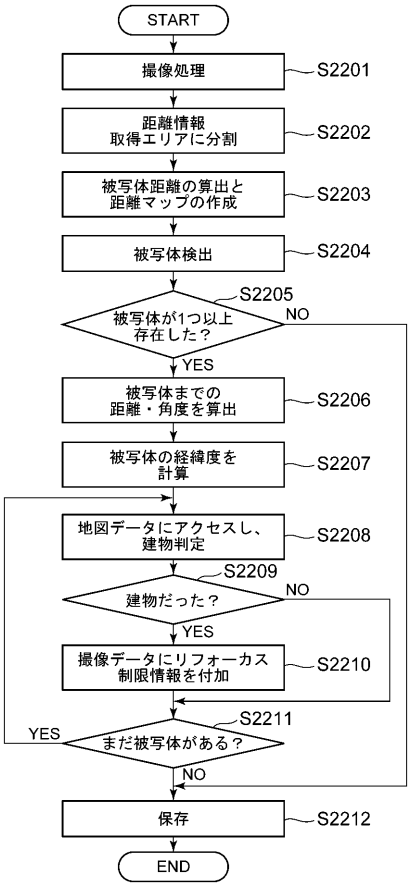 START
撮像処理
S2201
距離情報
取得エリアに分割
S2202
被写体距離の算出と
距離マップの作成
S2203
被写体検出
S2204
S2205
被写体が1つ以上
存在した？
NO
YES
被写体までの
距離・角度を算出
S2206
被写体の経緯度を
計算
S2207
地図データにアクセスし、
建物判定
S2208
S2209
建物だった？
NO
YES
撮像データにリフォーカス
制限情報を付加
S2210
S2211
YES
まだ被写体がある？
NO
保存
S2212
END